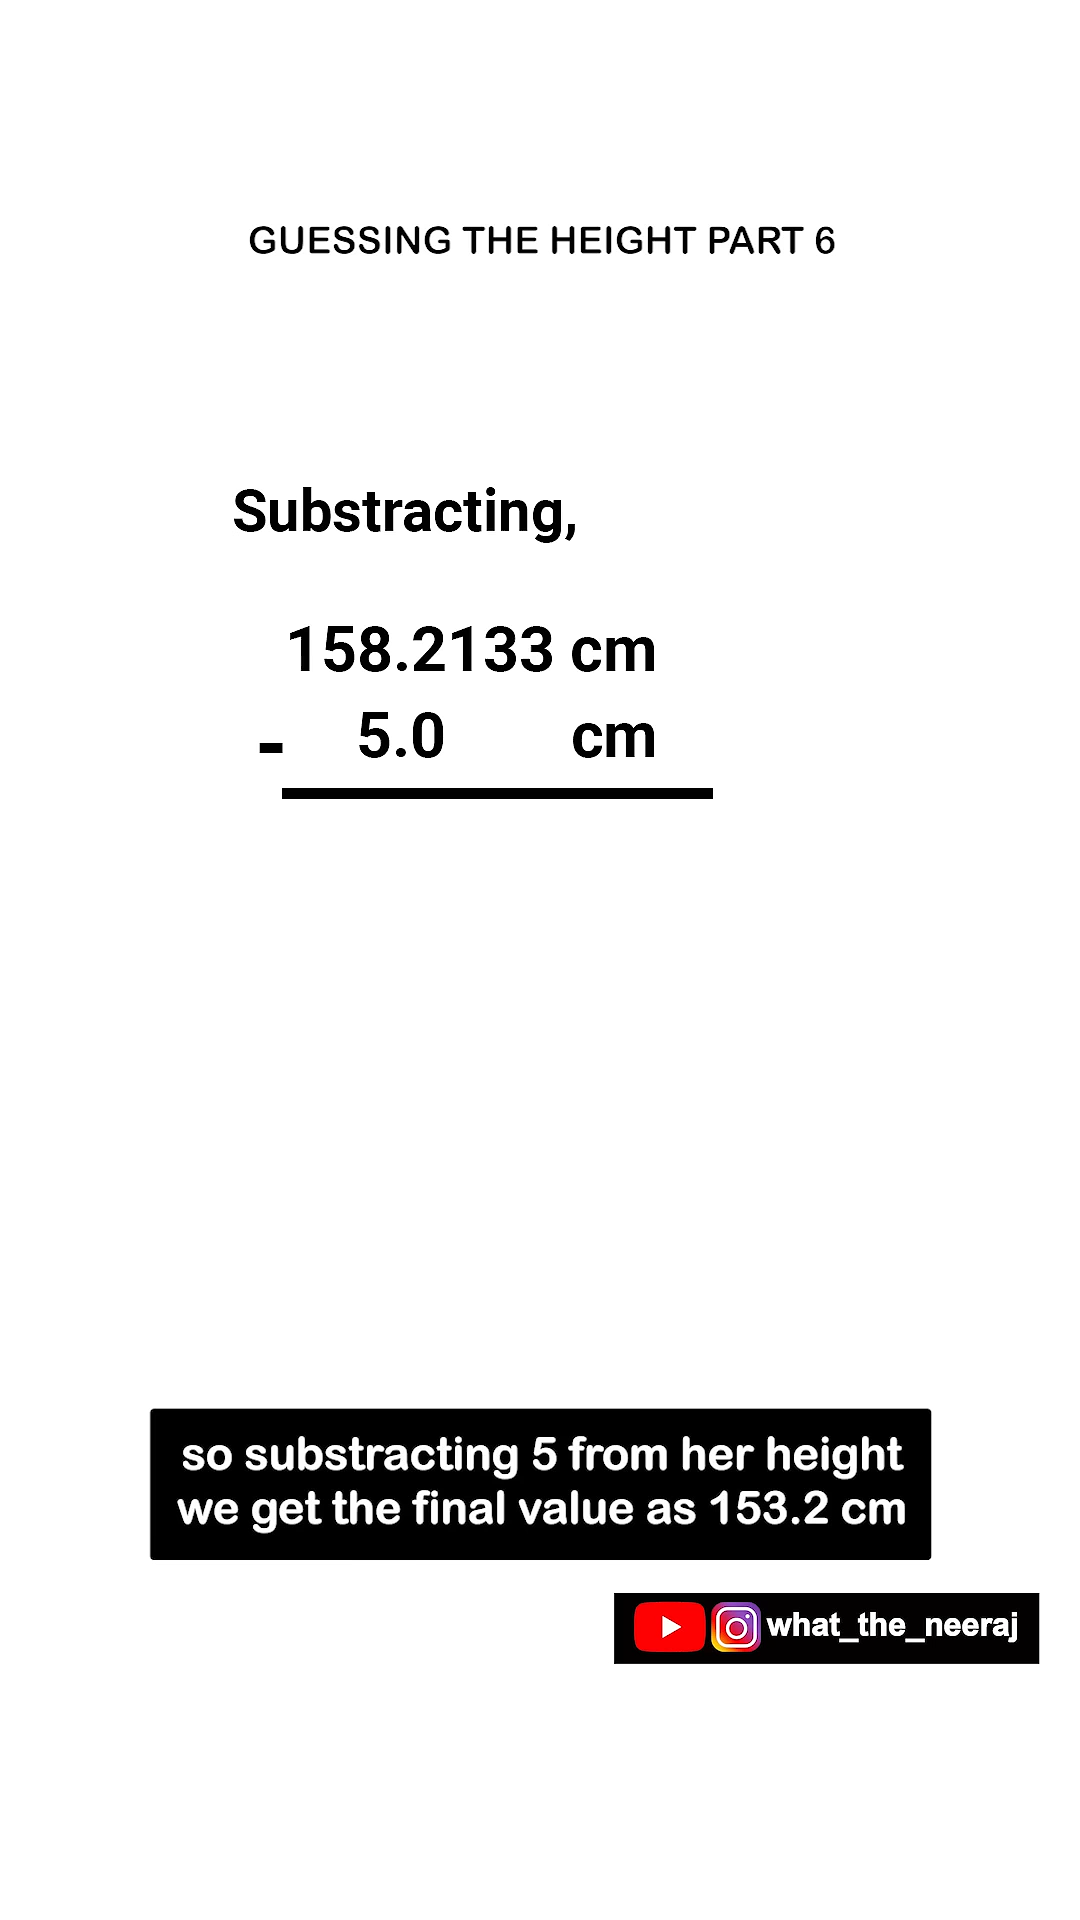 GUESSING THE HEIGHT PART 6
Substracting,
158.2133 cm
- 5.0 cm
so substracting 5 from her height
we get the final value as 153.2 cm
what_the_neeraj